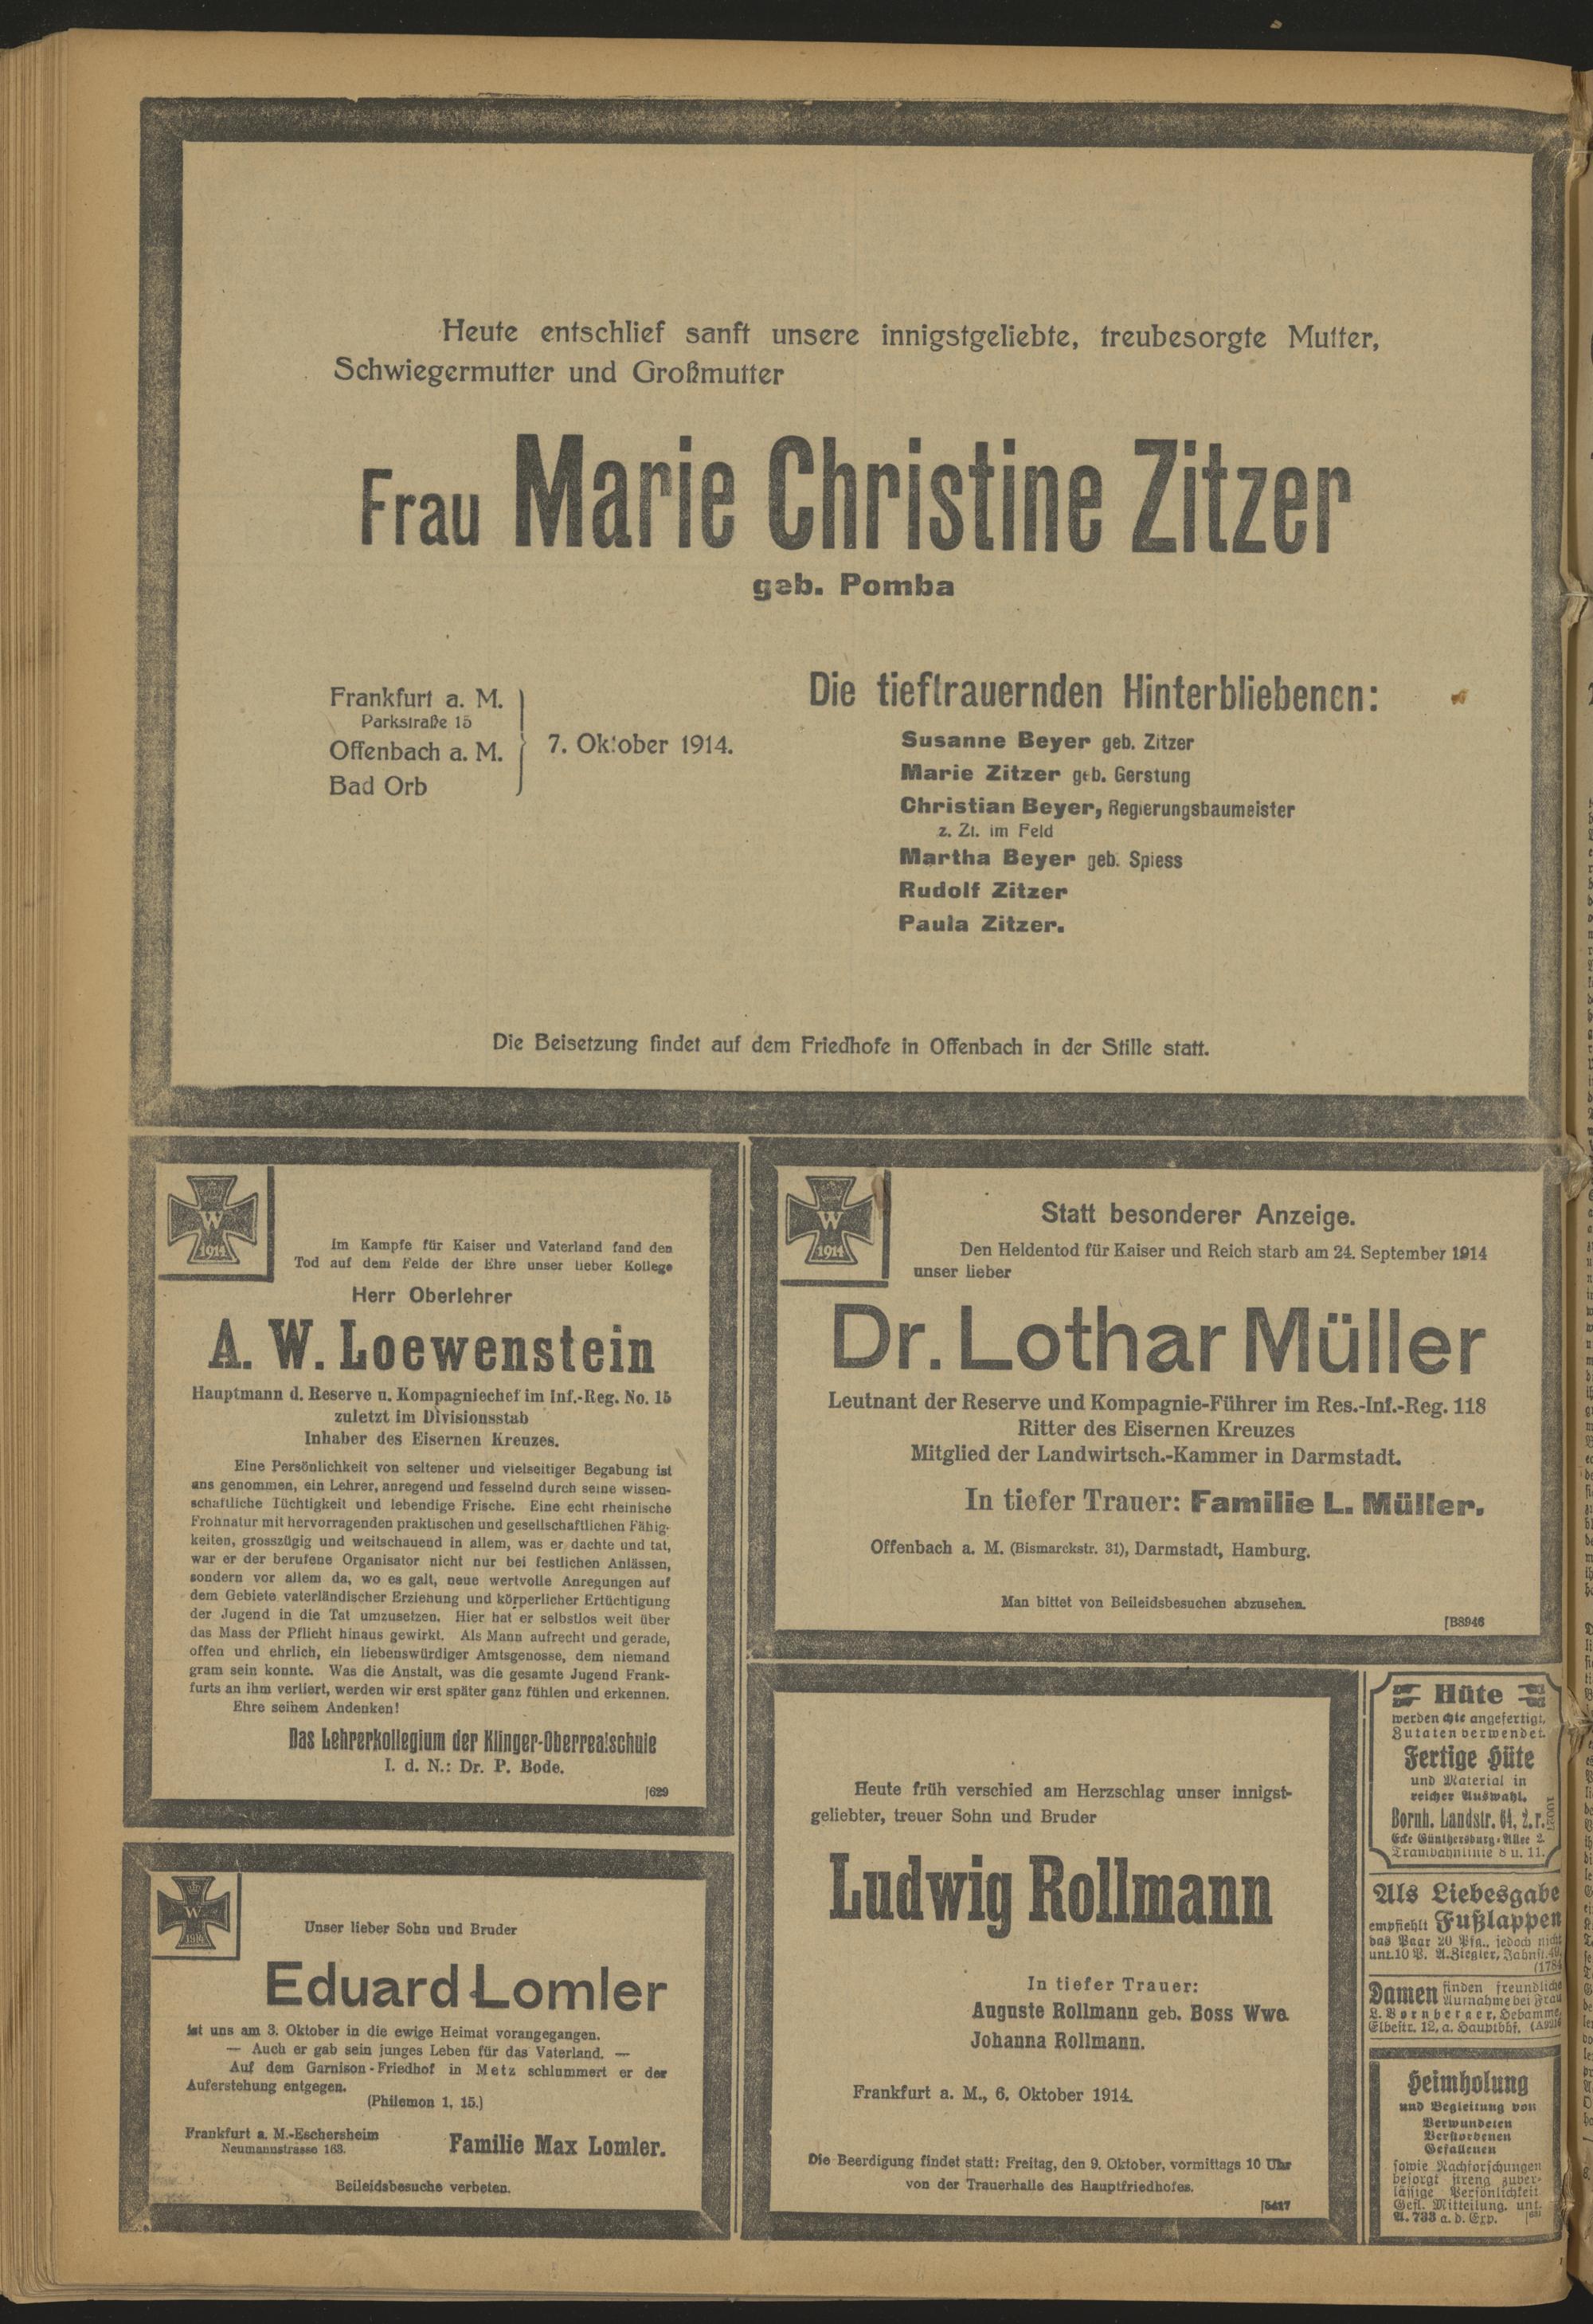 Heute entschlief sanft unsere innigstgeliebte, treubesorgte Mutter,
Schwiegermutter und Großmutter
Frau Marie Christine Zitzer
geb. Pomba
Frankfurt a. M.
Parkstraße 15
Offenbach a. M.
Bad Orb
7. Oktober 1914.
Die tieftrauernden Hinterbliebenen:
Susanne Beyer geb. Zitzer
Marie Zitzer geb. Gerstung
Christian Beyer, Regierungsbaumeister
z. Zt. im Feld
Martha Beyer geb. Spiess
Rudolf Zitzer
Paula Zitzer.
Die Beisetzung findet auf dem Friedhofe in Offenbach in der Stille statt.
W
1914
Im Kampfe für Kaiser und Vaterland fand den
Tod auf dem Felde der Ehre unser lieber Kollege
Herr Oberlehrer
A. W. Loewenstein
Hauptmann d. Reserve u. Kompagniechef im Inf.-Reg. No. 15
zuletzt im Divisionsstab
Inhaber des Eisernen Kreuzes.
Eine Persönlichkeit von seltener und vielseitiger Begabung ist
uns genommen, ein Lehrer, anregend und fesselnd durch seine wissen-
schaftliche Tüchtigkeit und lebendige Frische. Eine echt rheinische
Frohnatur mit hervorragenden praktischen und gesellschaftlichen Fähig-
keiten, grosszügig und weitschauend in allem, was er dachte und tat,
war er der berufene Organisator nicht nur bei festlichen Anlässen,
sondern vor allem da, wo es galt, neue wertvolle Anregungen auf
dem Gebiete vaterländischer Erziehung und körperlicher Ertüchtigung
der Jugend in die Tat umzusetzen. Hier hat er selbstlos weit über
das Mass der Pflicht hinaus gewirkt. Als Mann aufrecht und gerade,
offen und ehrlich, ein liebenswürdiger Amtsgenosse, dem niemand
gram sein konnte. Was die Anstalt, was die gesamte Jugend Frank-
furts an ihm verliert, werden wir erst später ganz fühlen und erkennen.
Ehre seinem Andenken!
Das Lehrerkollegium der Klinger-Oberrealschule
I. d. N.: Dr. P. Bode.
[629
W
1914
Unser lieber Sohn und Bruder
Eduard Lomler
ist uns am 3. Oktober in die ewige Heimat vorangegangen.
— Auch er gab sein junges Leben für das Vaterland. —
Auf dem Garnison-Friedhof in Metz schlummert er der
Auferstehung entgegen.
(Philemon 1, 15.)
Frankfurt a. M.-Eschersheim
Neumannstrasse 163.
Familie Max Lomler.
Beileidsbesuche verbeten.
W
1914
Statt besonderer Anzeige.
Den Heldentod für Kaiser und Reich starb am 24. September 1914
unser lieber
Dr. Lothar Müller
Leutnant der Reserve und Kompagnie-Führer im Res.-Inf.-Reg. 118
Ritter des Eisernen Kreuzes
Mitglied der Landwirtsch.-Kammer in Darmstadt.
In tiefer Trauer: Familie L. Müller.
Offenbach a. M. (Bismarckstr. 31), Darmstadt, Hamburg.
Man bittet von Beileidsbesuchen abzusehen.
[B8946
Heute früh verschied am Herzschlag unser innigst-
geliebter, treuer Sohn und Bruder
Ludwig Rollmann
In tiefer Trauer:
Auguste Rollmann geb. Boss Wwe.
Johanna Rollmann.
Frankfurt a. M., 6. Oktober 1914.
Die Beerdigung findet statt: Freitag, den 9. Oktober, vormittags 10 Uhr
von der Trauerhalle des Hauptfriedhofes.
[5417
Hüte
werden chic angefertigt.
Zutaten verwendet.
Fertige Hüte
und Material in
reicher Auswahl.
Bornh. Landstr. 64, 2. r.
Ecke Günthersburg-Allee 2.
Trambahnlinie 8 u. 11.
Als Liebesgabe
empfiehlt Fußlappen
das Paar 20 Pfg., jedoch nicht
unt. 10 P. A. Ziegler, Jahnst. 49,
(1784
Damen finden freundliche
Aufnahme bei Frau
L. Bornberger, Hebamme,
Elbestr. 12, a. Hauptbhf.
Heimholung
und Begleitung von
Verwundeten
Verstorbenen
Gefallenen
sowie Nachforschungen
besorgt streng zuver-
lässige Persönlichkeit
Gefl. Mitteilung. unt.
A. 733 a. d. Exp.